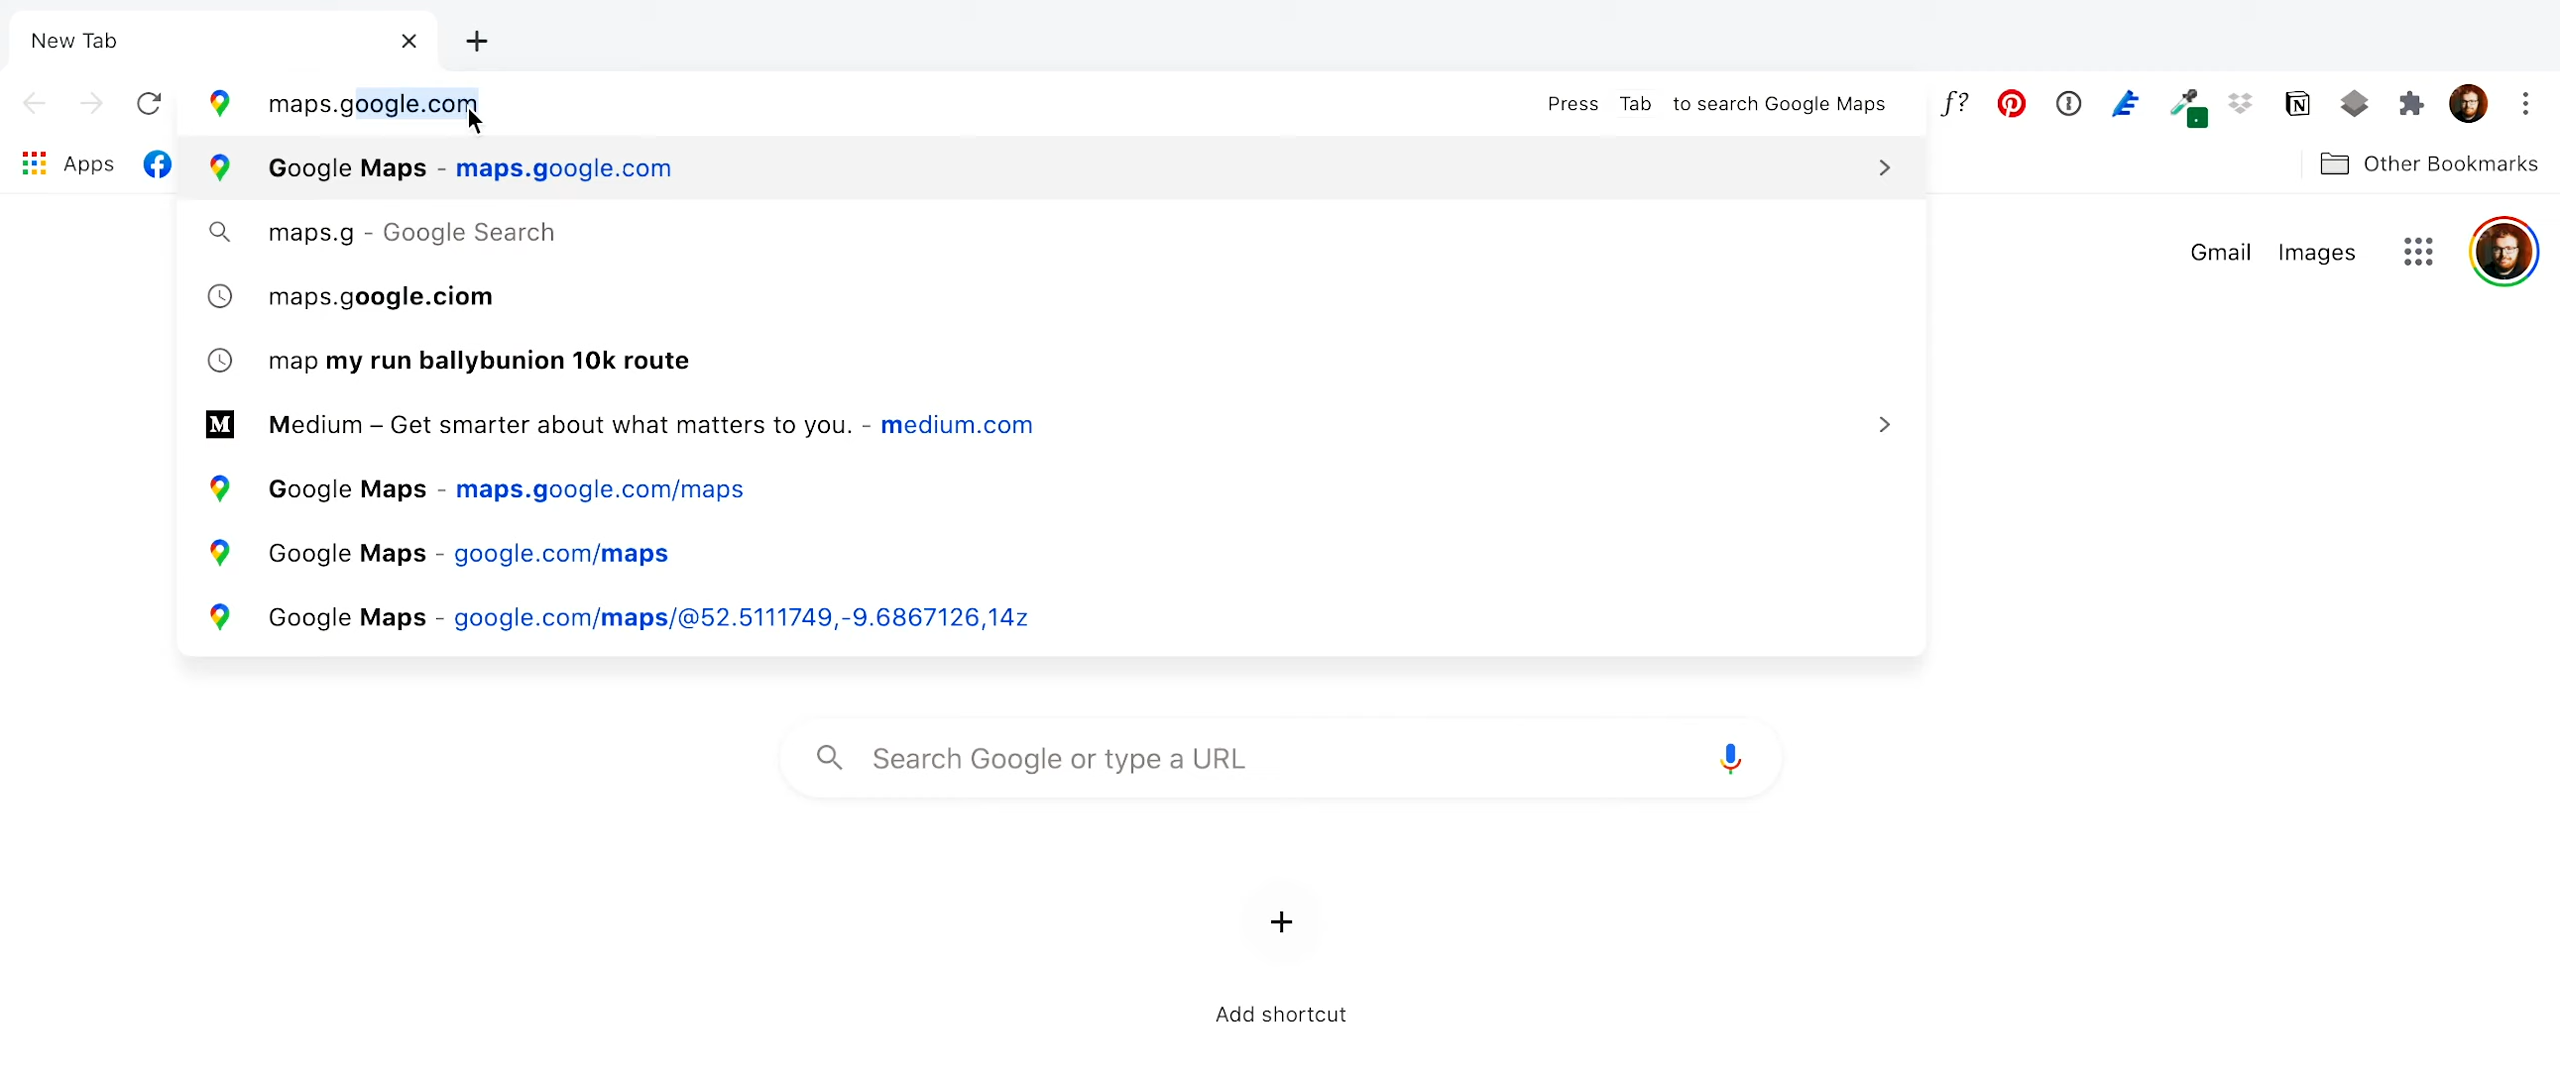 New Tab
maps.google.com
Press Tab to search Google Maps
f?
Apps
Google Maps - maps.google.com
Other Bookmarks
maps.g - Google Search
Gmail Images
maps.google.ciom
map my run ballybunion 10k route
M Medium – Get smarter about what matters to you. - medium.com
Google Maps - maps.google.com/maps
Google Maps - google.com/maps
Google Maps - google.com/maps/@52.5111749,-9.6867126,14z
Search Google or type a URL
Add shortcut